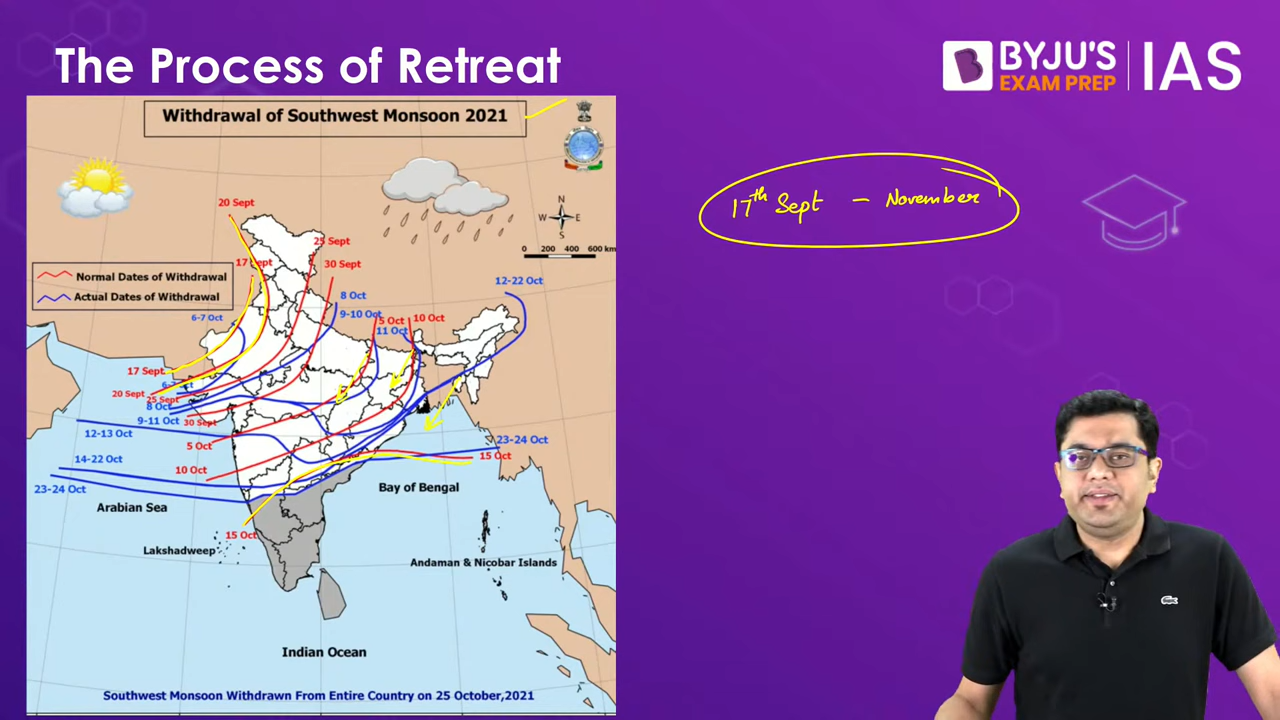 The Process of Retreat
BYJU'S
EXAM PREP
IAS
Withdrawal of Southwest Monsoon 2021
17th Sept – November
N
W E
S
0 200 400 600 km
20 Sept
25 Sept
17 Sept
30 Sept
Normal Dates of Withdrawal
Actual Dates of Withdrawal
12-22 Oct
8 Oct
9-10 Oct
6-7 Oct
5 Oct
10 Oct
11 Oct
17 Sept
20 Sept
25 Sept
8 Oct
9-11 Oct
30 Sept
12-13 Oct
5 Oct
23-24 Oct
14-22 Oct
10 Oct
15 Oct
23-24 Oct
Bay of Bengal
Arabian Sea
15 Oct
Lakshadweep
Andaman & Nicobar Islands
Indian Ocean
Southwest Monsoon Withdrawn From Entire Country on 25 October,2021